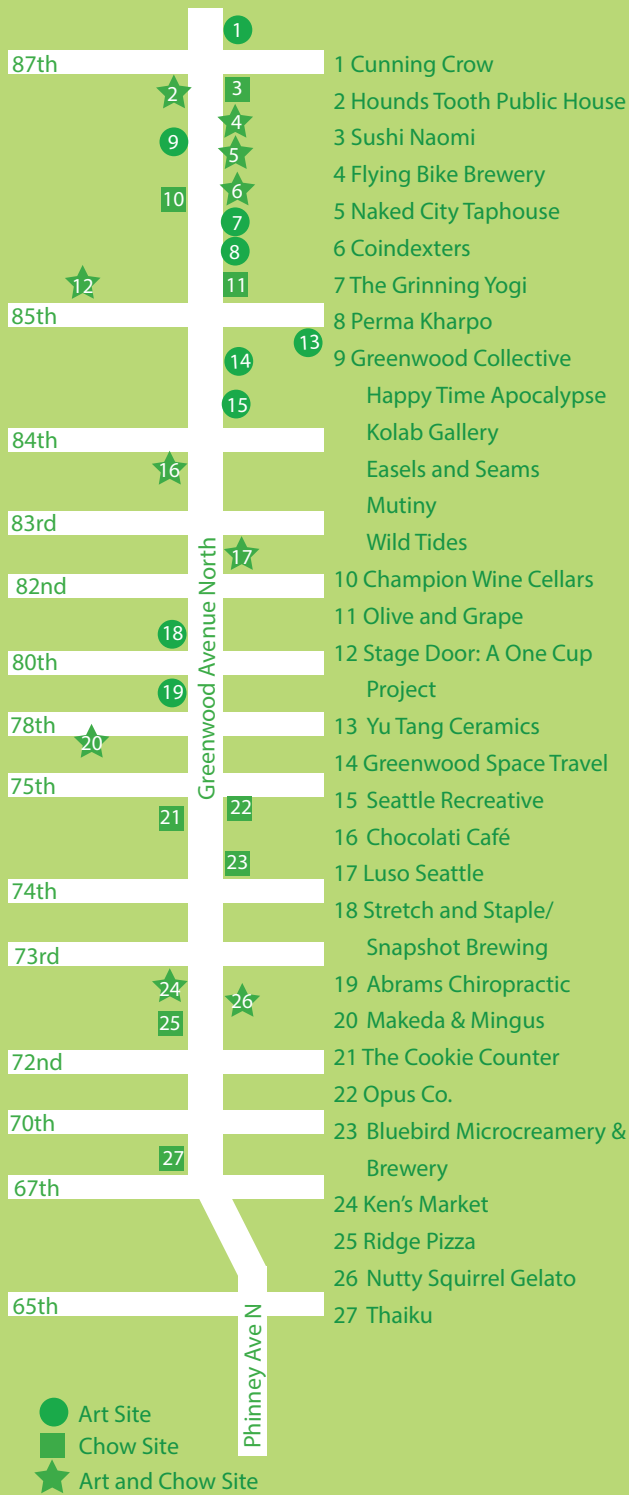 1
87th
2
3
4
9
5
6
10
7
8
12
11
85th
13
14
15
84th
16
83rd
17
82nd
Greenwood Avenue North
18
80th
19
78th
20
75th
22
21
23
74th
73rd
24
26
25
72nd
70th
27
67th
65th
Phinney Ave N
Art Site
Chow Site
Art and Chow Site
1 Cunning Crow
2 Hounds Tooth Public House
3 Sushi Naomi
4 Flying Bike Brewery
5 Naked City Taphouse
6 Coindexters
7 The Grinning Yogi
8 Perma Kharpo
9 Greenwood Collective
Happy Time Apocalypse
Kolab Gallery
Easels and Seams
Mutiny
Wild Tides
10 Champion Wine Cellars
11 Olive and Grape
12 Stage Door: A One Cup
Project
13 Yu Tang Ceramics
14 Greenwood Space Travel
15 Seattle Recreative
16 Chocolati Café
17 Luso Seattle
18 Stretch and Staple/
Snapshot Brewing
19 Abrams Chiropractic
20 Makeda & Mingus
21 The Cookie Counter
22 Opus Co.
23 Bluebird Microcreamery &
Brewery
24 Ken's Market
25 Ridge Pizza
26 Nutty Squirrel Gelato
27 Thaiku